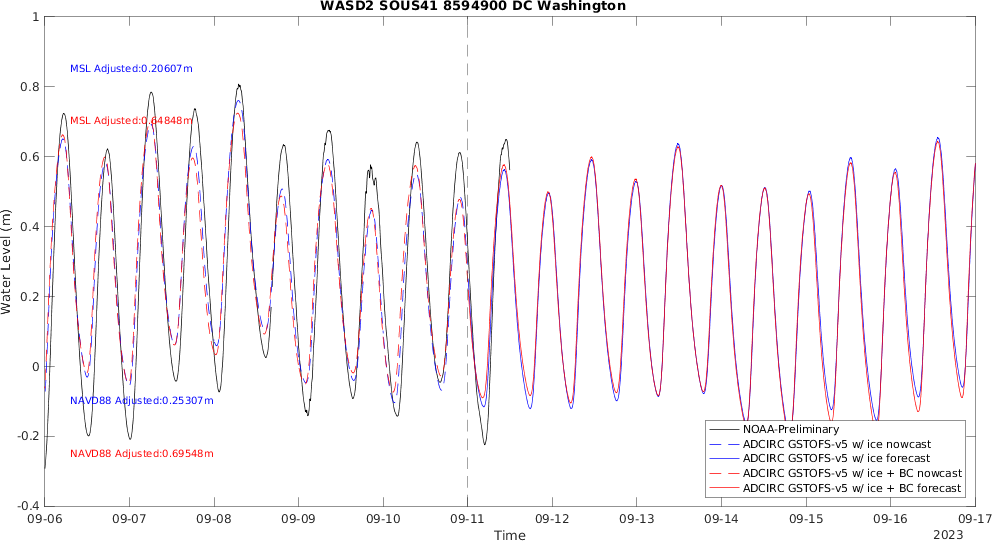 WASD2 SOUS41 8594900 DC Washington
1
0.8
0.6
0.4
0.2
0
-0.2
-0.4
Water Level (m)
MSL Adjusted:0.20607m
MSL Adjusted:0.64848m
NAVD88 Adjusted:0.25307m
NAVD88 Adjusted:0.69548m
NOAA-Preliminary
ADCIRC GSTOFS-v5 w/ ice nowcast
ADCIRC GSTOFS-v5 w/ ice forecast
ADCIRC GSTOFS-v5 w/ ice + BC nowcast
ADCIRC GSTOFS-v5 w/ ice + BC forecast
09-06 09-07 09-08 09-09 09-10 09-11 09-12 09-13 09-14 09-15 09-16 09-17
Time
2023